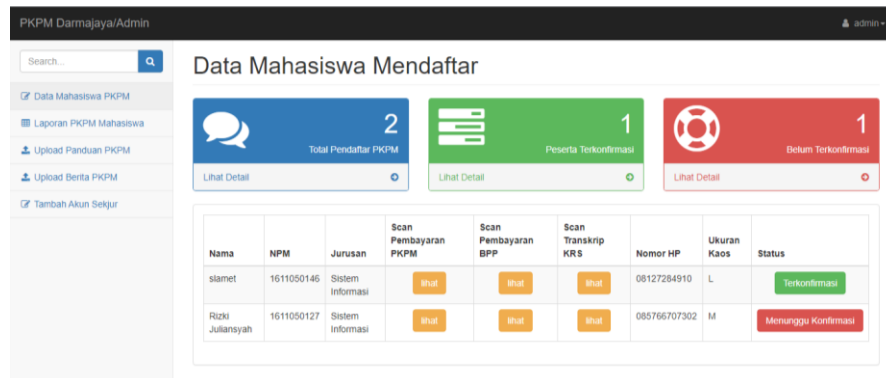 PKPM Darmajaya/Admin
admin
Search...
Data Mahasiswa PKPM
Laporan PKPM Mahasiswa
Upload Panduan PKPM
Upload Berita PKPM
Tambah Akun Sekjur
Data Mahasiswa Mendaftar
2
Total Pendaftar PKPM
Lihat Detail
1
Peserta Terkonfirmasi
Lihat Detail
1
Belum Terkonfirmasi
Lihat Detail
Nama NPM Jurusan Scan Pembayaran PKPM Scan Pembayaran BPP Scan Transkrip KRS Nomor HP Ukuran Kaos Status
slamet 1611050146 Sistem Informasi lihat lihat lihat 08127284910 L Terkonfirmasi
Rizki Juliansyah 1611050127 Sistem Informasi lihat lihat lihat 085766707302 M Menunggu Konfirmasi